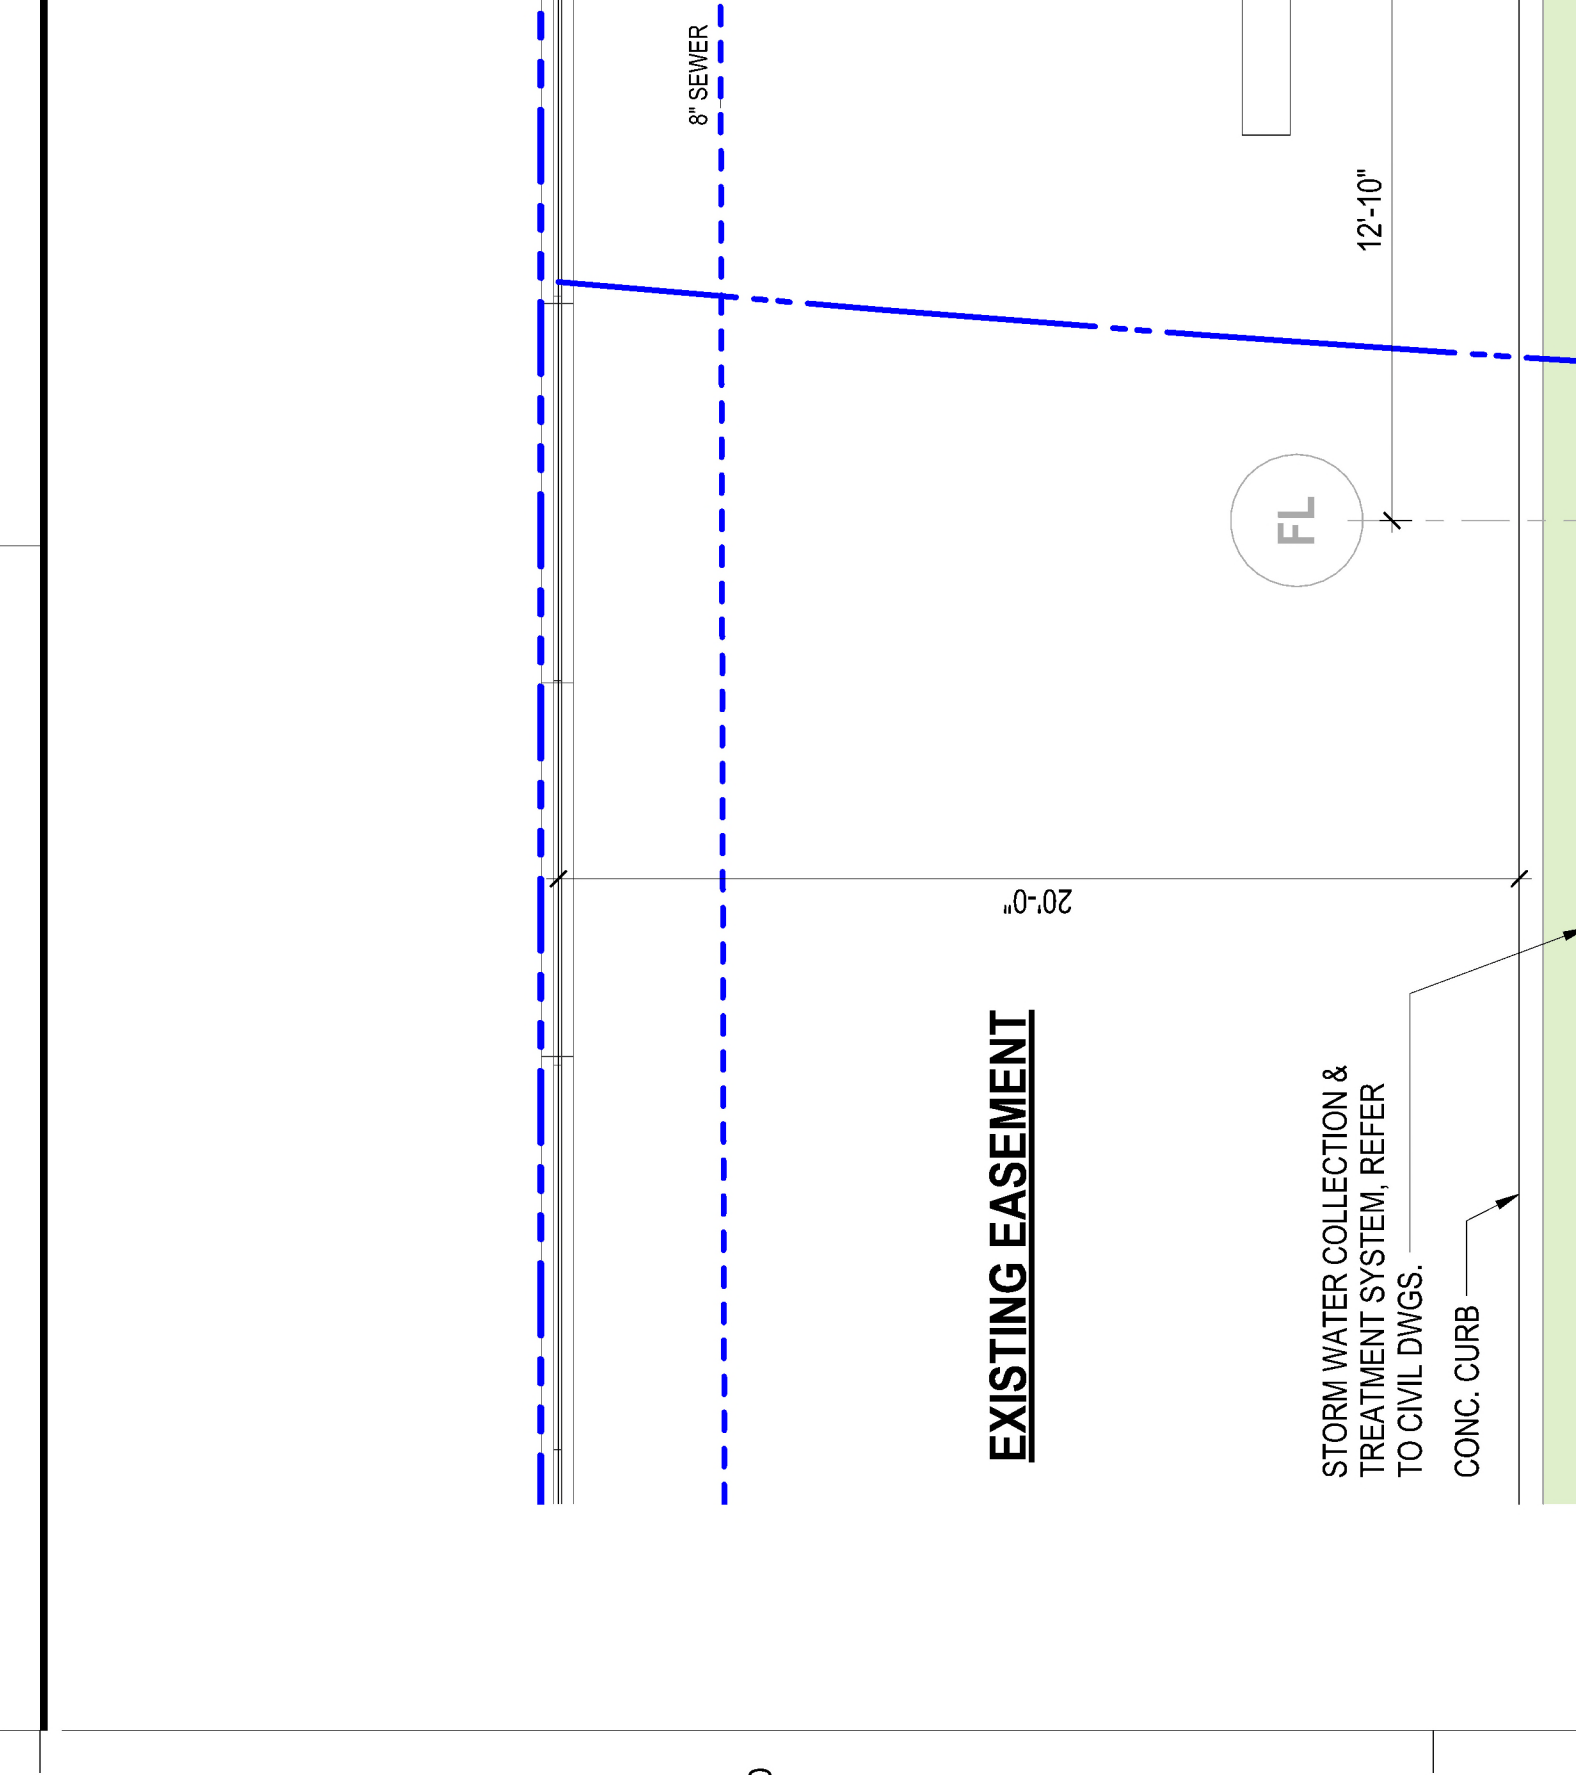 8" SEWER
12'-10"
FL
20'-0"
EXISTING EASEMENT
STORM WATER COLLECTION &
TREATMENT SYSTEM, REFER
TO CIVIL DWGS.
CONC. CURB